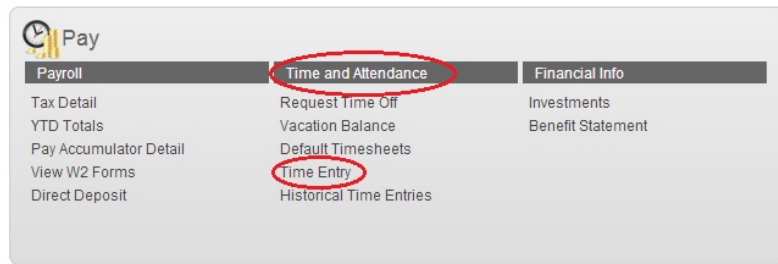 Pay
Payroll
Tax Detail
YTD Totals
Pay Accumulator Detail
View W2 Forms
Direct Deposit
Time and Attendance
Request Time Off
Vacation Balance
Default Timesheets
Time Entry
Historical Time Entries
Financial Info
Investments
Benefit Statement